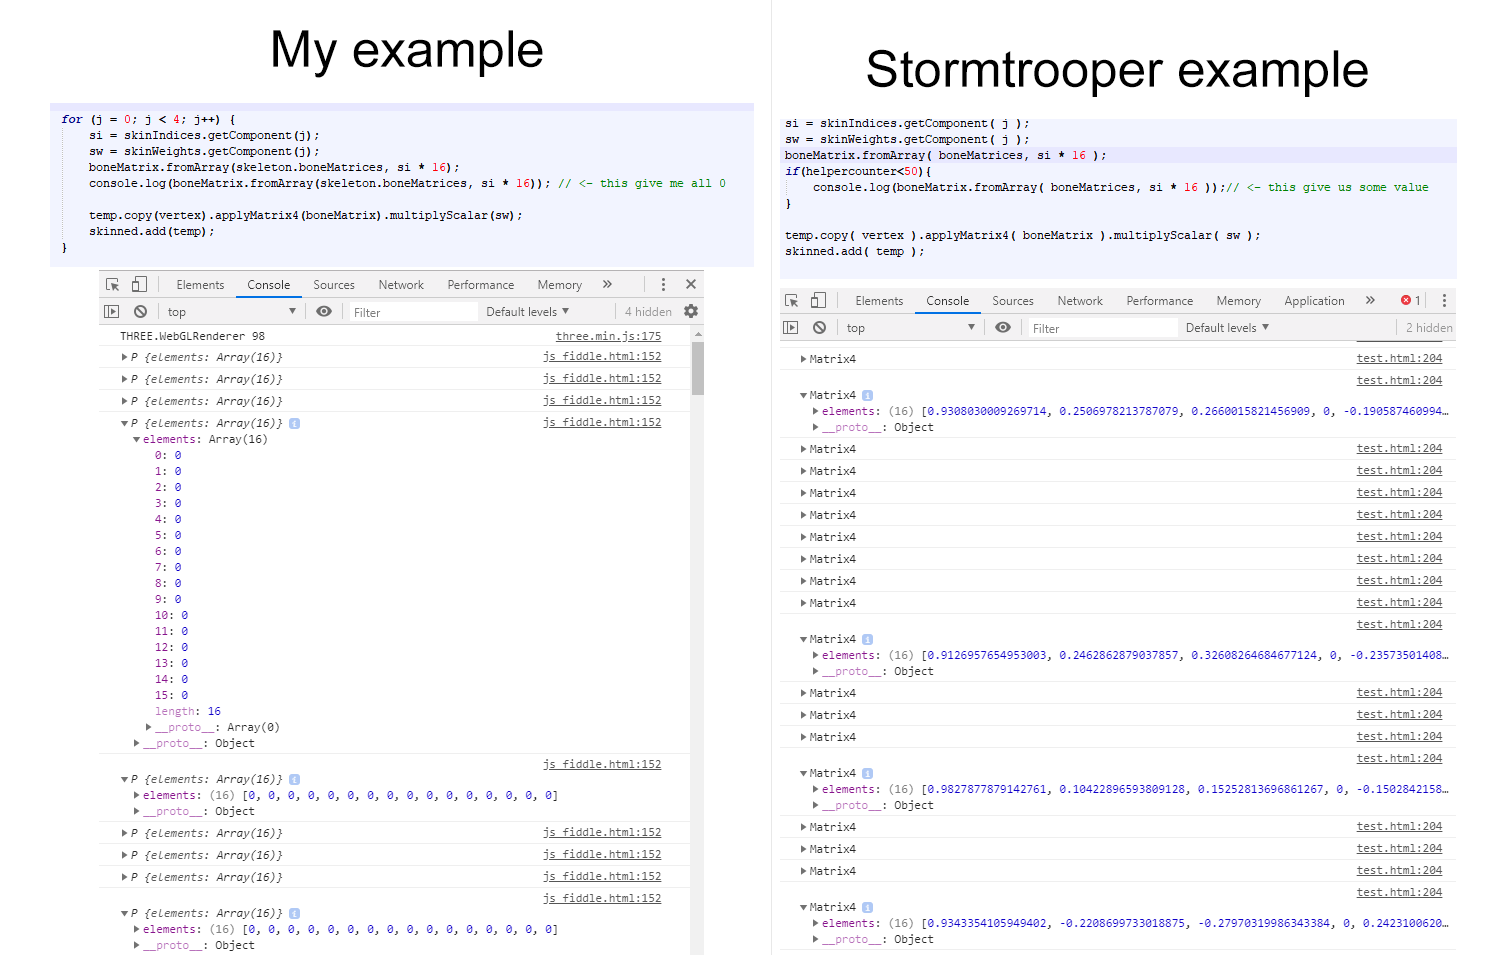 My example
for (j = 0; j < 4; j++) {
si = skinIndices.getComponent(j);
sw = skinWeights.getComponent(j);
boneMatrix.fromArray(skeleton.boneMatrices, si * 16);
console.log(boneMatrix.fromArray(skeleton.boneMatrices, si * 16)); // <- this give me all 0
temp.copy(vertex).applyMatrix4(boneMatrix).multiplyScalar(sw);
skinned.add(temp);
}
Elements Console Sources Network Performance Memory »
top Filter Default levels ▼ 4 hidden
THREE.WebGLRenderer 98 three.min.js:175
P {elements: Array(16)} js fiddle.html:152
P {elements: Array(16)} js fiddle.html:152
P {elements: Array(16)} js fiddle.html:152
P {elements: Array(16)} js fiddle.html:152
elements: Array(16)
0: 0
1: 0
2: 0
3: 0
4: 0
5: 0
6: 0
7: 0
8: 0
9: 0
10: 0
11: 0
12: 0
13: 0
14: 0
15: 0
length: 16
__proto__: Array(0)
__proto__: Object
js fiddle.html:152
P {elements: Array(16)}
elements: (16) [0, 0, 0, 0, 0, 0, 0, 0, 0, 0, 0, 0, 0, 0, 0, 0]
__proto__: Object
P {elements: Array(16)} js fiddle.html:152
P {elements: Array(16)} js fiddle.html:152
P {elements: Array(16)} js fiddle.html:152
js fiddle.html:152
P {elements: Array(16)}
elements: (16) [0, 0, 0, 0, 0, 0, 0, 0, 0, 0, 0, 0, 0, 0, 0, 0]
__proto__: Object
Stormtrooper example
si = skinIndices.getComponent( j );
sw = skinWeights.getComponent( j );
boneMatrix.fromArray( boneMatrices, si * 16 );
if(helpercounter<50){
console.log(boneMatrix.fromArray( boneMatrices, si * 16 ));// <- this give us some value
}
temp.copy( vertex ).applyMatrix4( boneMatrix ).multiplyScalar( sw );
skinned.add( temp );
Elements Console Sources Network Performance Memory Application » 1
top Filter Default levels ▼ 2 hidden
Matrix4 test.html:204
test.html:204
Matrix4
elements: (16) [0.9308030009269714, 0.2506978213787079, 0.2660015821456909, 0, -0.190587460994…
__proto__: Object
Matrix4 test.html:204
Matrix4 test.html:204
Matrix4 test.html:204
Matrix4 test.html:204
Matrix4 test.html:204
Matrix4 test.html:204
Matrix4 test.html:204
Matrix4 test.html:204
test.html:204
Matrix4
elements: (16) [0.9126957654953003, 0.2462862879037857, 0.32608264684677124, 0, -0.23573501408…
__proto__: Object
Matrix4 test.html:204
Matrix4 test.html:204
Matrix4 test.html:204
test.html:204
Matrix4
elements: (16) [0.9827877879142761, 0.10422896593809128, 0.15252813696861267, 0, -0.1502842158…
__proto__: Object
Matrix4 test.html:204
Matrix4 test.html:204
Matrix4 test.html:204
test.html:204
Matrix4
elements: (16) [0.9343354105949402, -0.2208699733018875, -0.27970319986343384, 0, 0.2423100620…
__proto__: Object